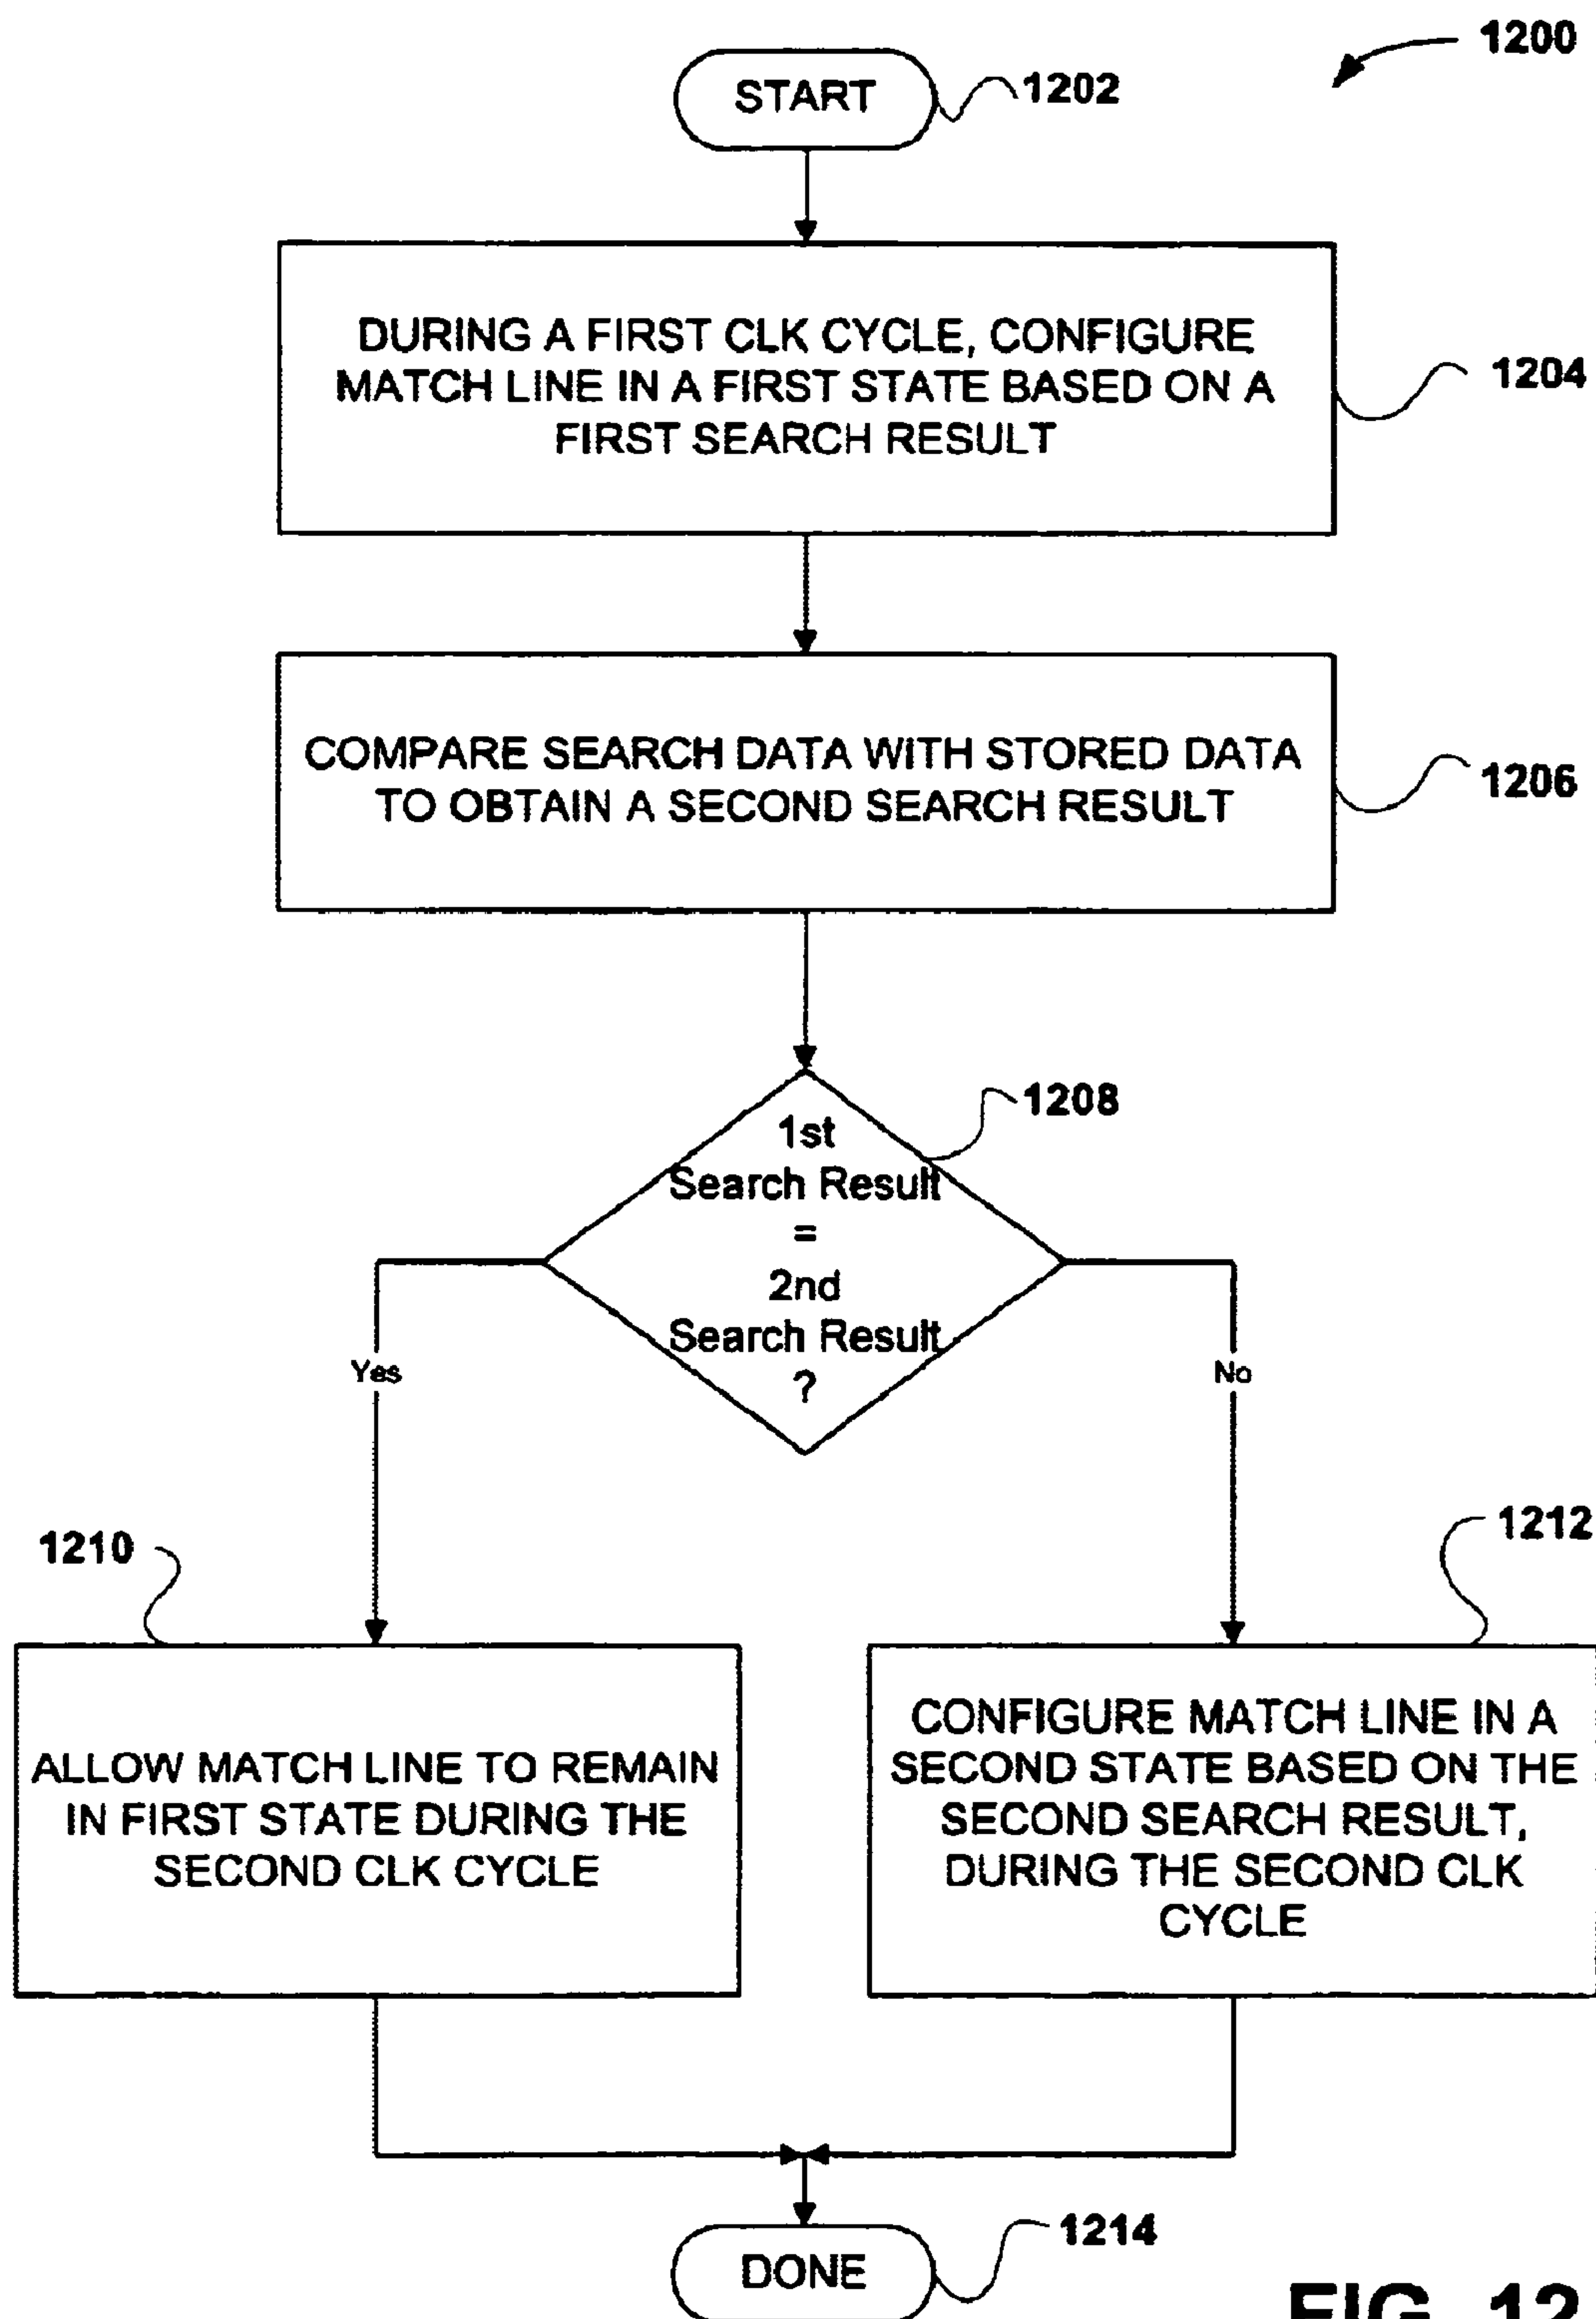 1200
START
1202
DURING A FIRST CLK CYCLE, CONFIGURE
MATCH LINE IN A FIRST STATE BASED ON A
FIRST SEARCH RESULT
1204
COMPARE SEARCH DATA WITH STORED DATA
TO OBTAIN A SECOND SEARCH RESULT
1206
1208
1st
Search Result
=
2nd
Search Result
?
Yes
No
1210
1212
ALLOW MATCH LINE TO REMAIN
IN FIRST STATE DURING THE
SECOND CLK CYCLE
CONFIGURE MATCH LINE IN A
SECOND STATE BASED ON THE
SECOND SEARCH RESULT,
DURING THE SECOND CLK
CYCLE
1214
DONE
FIG. 12